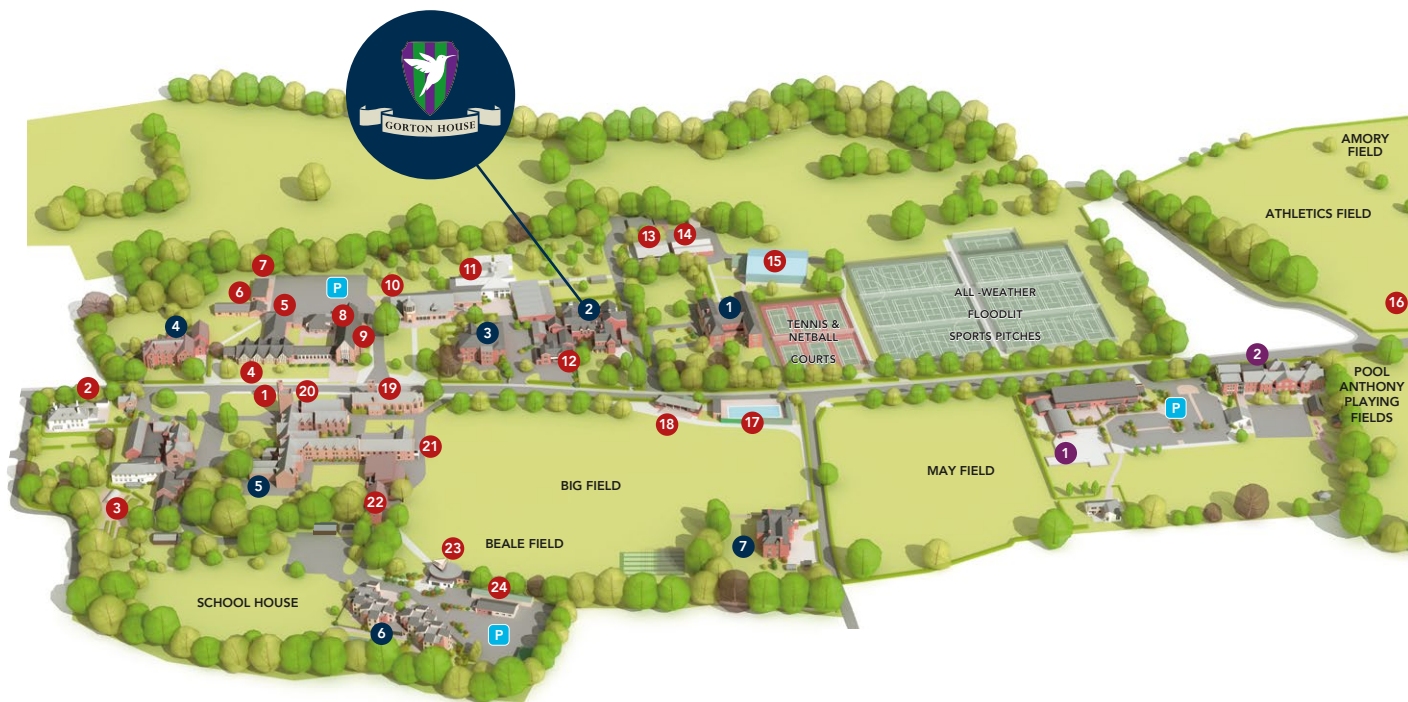 GORTON HOUSE
AMORY
FIELD
ATHLETICS FIELD
13
14
7
11
15
6
P
10
5
16
2
1
ALL -WEATHER
FLOODLIT
SPORTS PITCHES
8
4
3
TENNIS &
NETBALL
COURTS
9
12
2
4
POOL
ANTHONY
PLAYING
FIELDS
2
1
20
19
P
18
17
21
1
MAY FIELD
BIG FIELD
5
22
3
BEALE FIELD
23
7
24
SCHOOL HOUSE
6
P